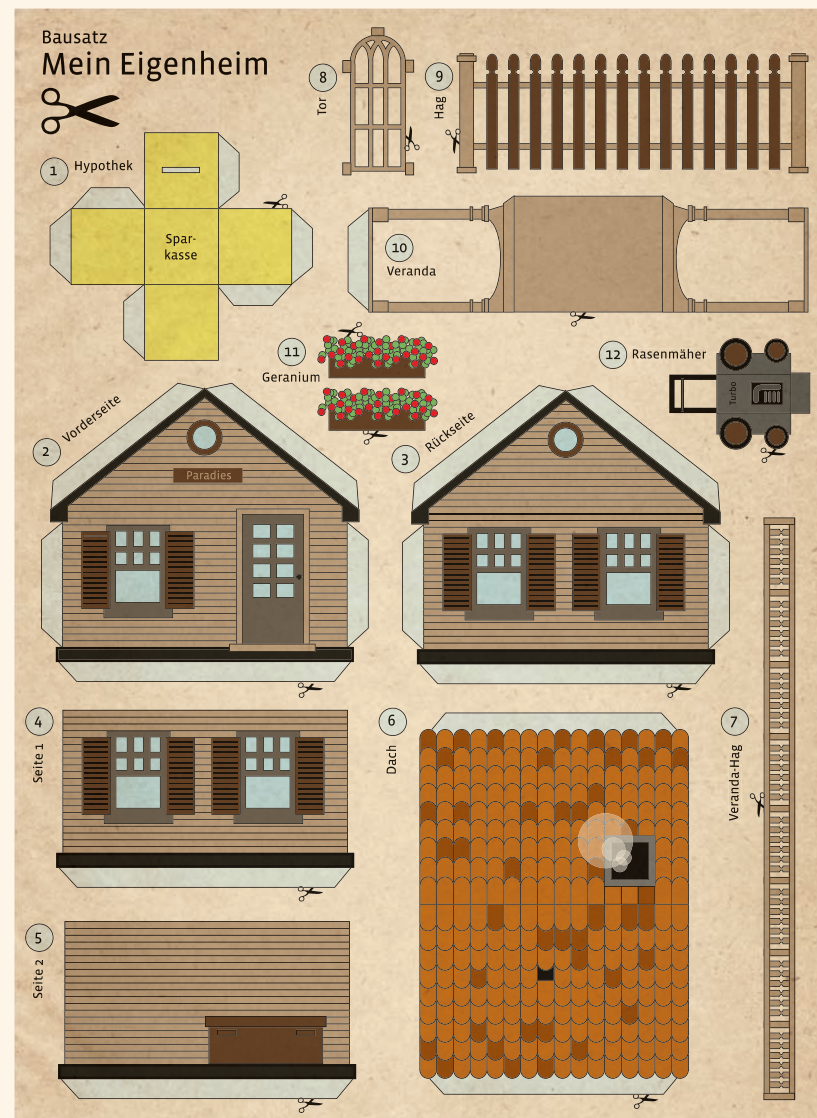 Bausatz
Mein Eigenheim
1 Hypothek
Spar-
kasse
8
Tor
9
Hag
10
Veranda
11
Geranium
12 Rasenmäher
Turbo
2 Vorderseite
Paradies
3 Rückseite
4
Seite 1
5
Seite 2
6
Dach
7
Veranda-Hag